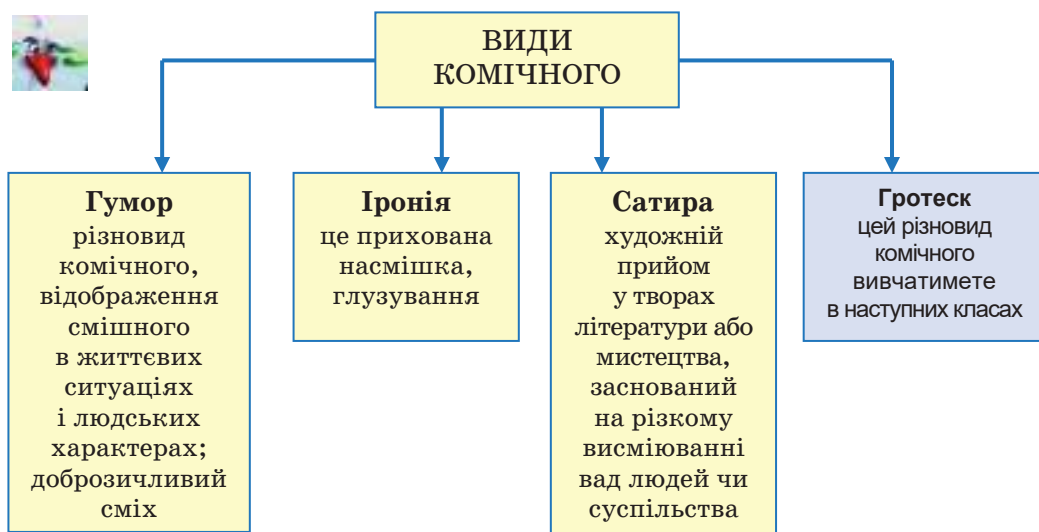 ВИДИ
КОМІЧНОГО
Гумор
різновид
комічного,
відображення
смішного
в життєвих
ситуаціях
і людських
характерах;
доброзичливий
сміх
Іронія
це прихована
насмішка,
глузування
Сатира
художній
прийом
у творах
літератури або
мистецтва,
заснований
на різкому
висміюванні
вад людей чи
суспільства
Гротеск
цей різновид
комічного
вивчатимете
в наступних класах